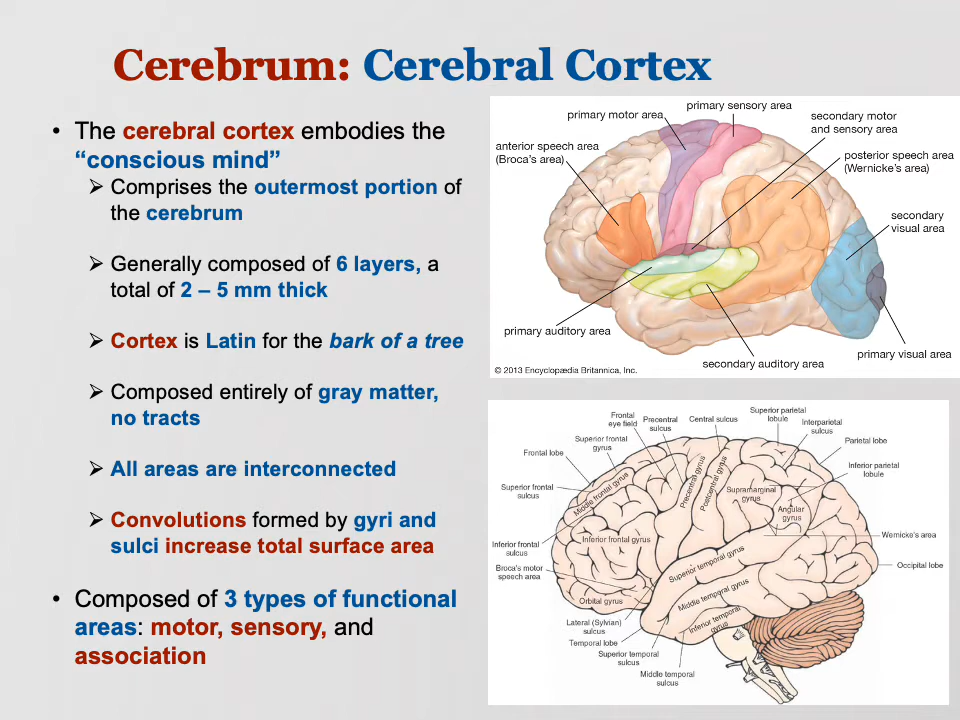 Cerebrum: Cerebral Cortex
• The cerebral cortex embodies the
“conscious mind”
➢ Comprises the outermost portion of
the cerebrum
➢ Generally composed of 6 layers, a
total of 2 – 5 mm thick
➢ Cortex is Latin for the bark of a tree
➢ Composed entirely of gray matter,
no tracts
➢ All areas are interconnected
➢ Convolutions formed by gyri and
sulci increase total surface area
• Composed of 3 types of functional
areas: motor, sensory, and
association
primary motor area
primary sensory area
secondary motor
and sensory area
anterior speech area
(Broca’s area)
posterior speech area
(Wernicke’s area)
secondary
visual area
primary auditory area
secondary auditory area
primary visual area
© 2013 Encyclopædia Britannica, Inc.
Frontal
eye field
Precentral
sulcus
Central sulcus
Superior parietal
lobule
Interparietal
sulcus
Parietal lobe
Inferior parietal
lobule
Superior frontal
gyrus
Frontal lobe
Superior frontal
sulcus
Middle frontal gyrus
Precentral gyrus
Postcentral gyrus
Supramarginal
gyrus
Angular
gyrus
Wernicke's area
Occipital lobe
Inferior frontal gyrus
Inferior frontal
sulcus
Broca's motor
speech area
Superior temporal gyrus
Middle temporal gyrus
Inferior temporal
gyrus
Orbital gyrus
Lateral (Sylvian)
sulcus
Temporal lobe
Superior temporal
sulcus
Middle temporal
sulcus